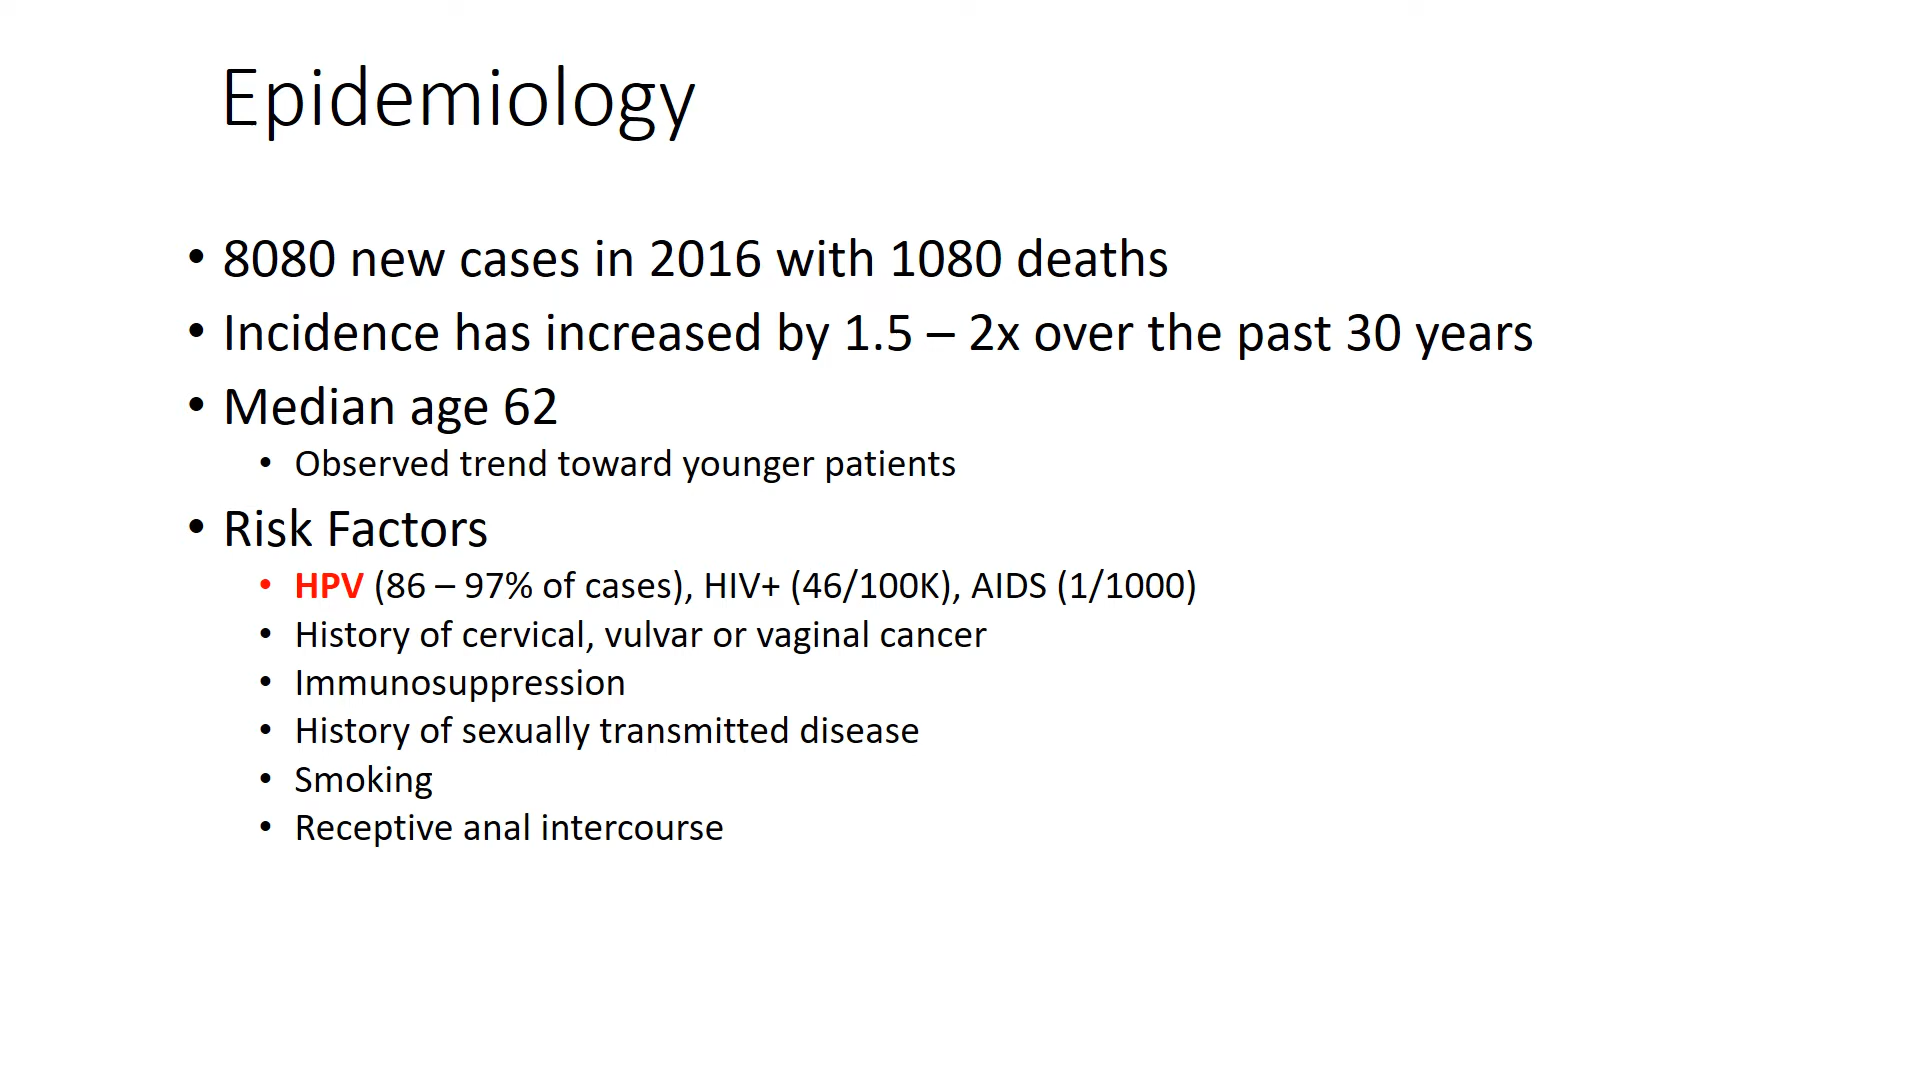 Epidemiology
• 8080 new cases in 2016 with 1080 deaths
• Incidence has increased by 1.5 – 2x over the past 30 years
• Median age 62
• Observed trend toward younger patients
• Risk Factors
• HPV (86 – 97% of cases), HIV+ (46/100K), AIDS (1/1000)
• History of cervical, vulvar or vaginal cancer
• Immunosuppression
• History of sexually transmitted disease
• Smoking
• Receptive anal intercourse